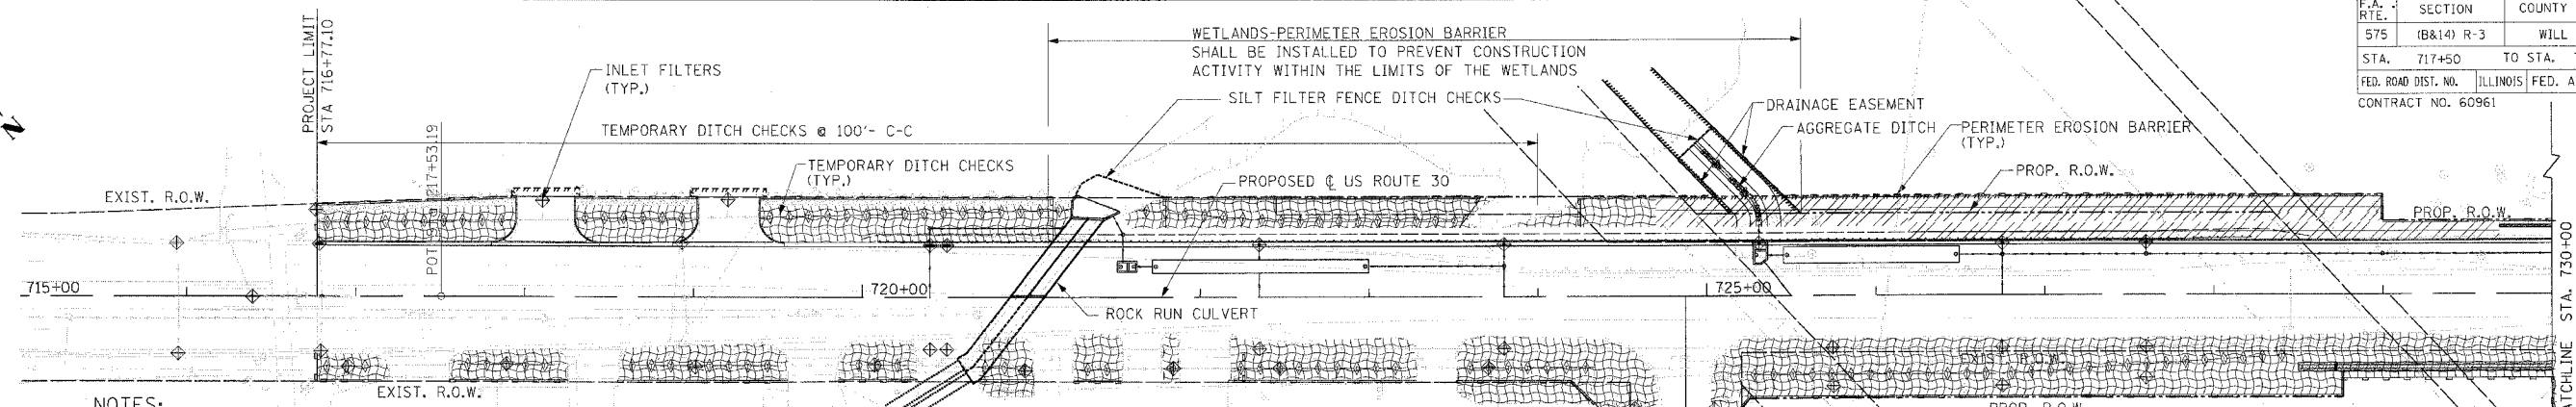 PROJECT LIMIT
STA 716+77.10
INLET FILTERS
(TYP.)
TEMPORARY DITCH CHECKS @ 100'- C-C
TEMPORARY DITCH CHECKS
(TYP.)
WETLANDS-PERIMETER EROSION BARRIER
SHALL BE INSTALLED TO PREVENT CONSTRUCTION
ACTIVITY WITHIN THE LIMITS OF THE WETLANDS
SILT FILTER FENCE DITCH CHECKS
DRAINAGE EASEMENT
AGGREGATE DITCH
PERIMETER EROSION BARRIER
(TYP.)
PROP. R.O.W.
PROPOSED ℄ US ROUTE 30
F.A.
RTE.
SECTION
COUNTY
575
(B&14) R-3
WILL
STA. 717+50 TO STA.
FED. ROAD DIST. NO.
ILLINOIS
FED. A
CONTRACT NO. 60961
N
EXIST. R.O.W.
PROP. R.O.W.
715+00
720+00
725+00
ROCK RUN CULVERT
EXIST. R.O.W.
EXIST. R.O.W.
PROP. R.O.W.
NOTES:
ATCHLINE STA. 730+00